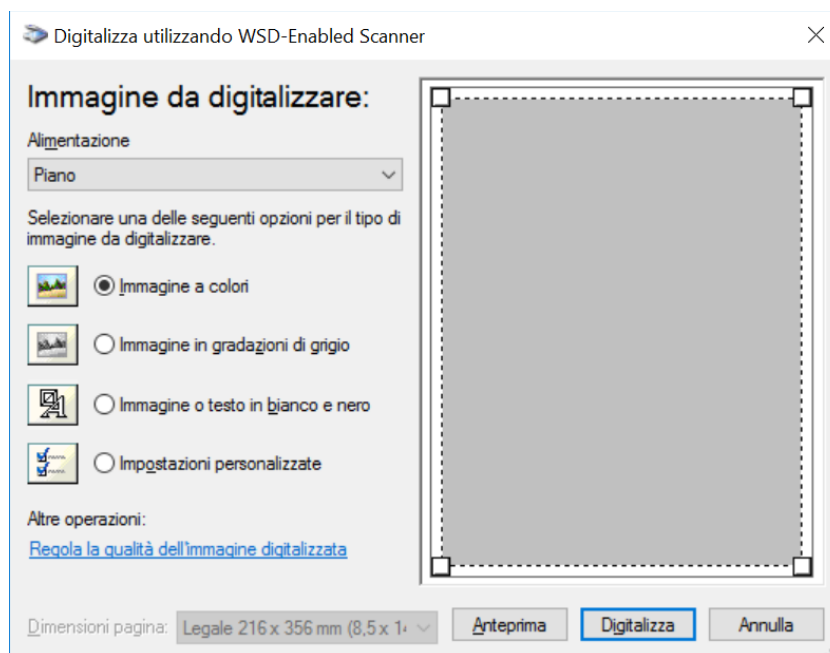 Digitalizza utilizzando WSD-Enabled Scanner
Immagine da digitalizzare:
Alimentazione
Piano
Selezionare una delle seguenti opzioni per il tipo di
immagine da digitalizzare.
Immagine a colori
Immagine in gradazioni di grigio
Immagine o testo in bianco e nero
Impostazioni personalizzate
Altre operazioni:
Regola la qualità dell'immagine digitalizzata
Dimensioni pagina: Legale 216 x 356 mm (8,5 x 14 Anteprima Digitalizza Annulla